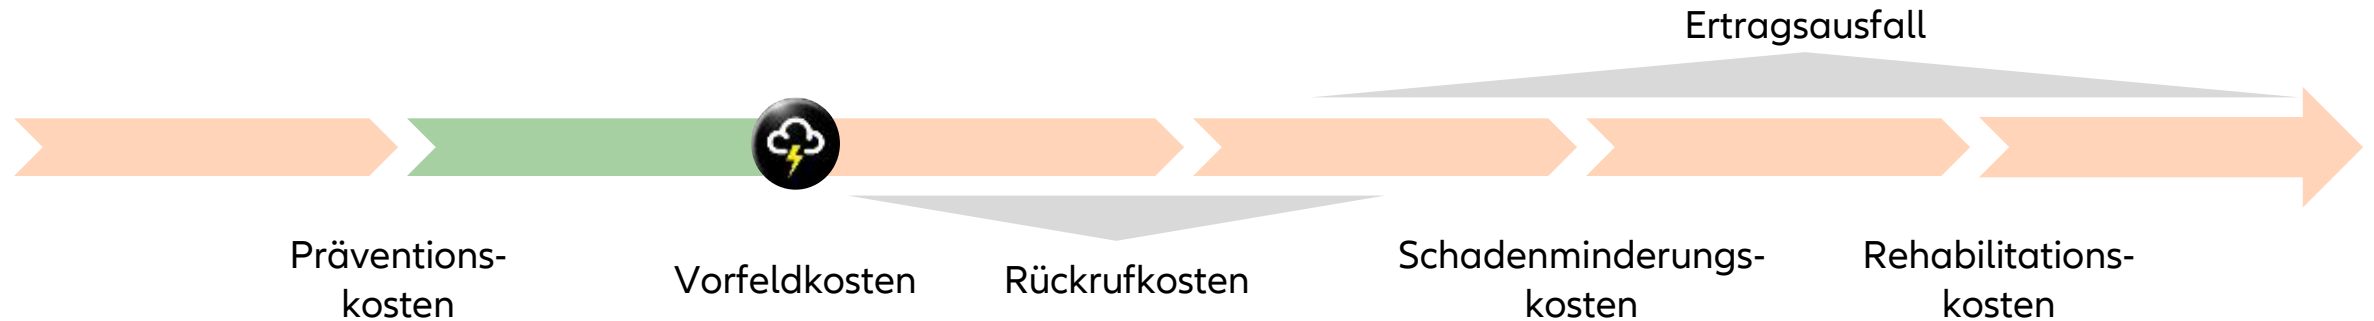 Ertragsausfall
Präventions-
kosten
Vorfeldkosten
Rückrufkosten
Schadenminderungs-
kosten
Rehabilitations-
kosten